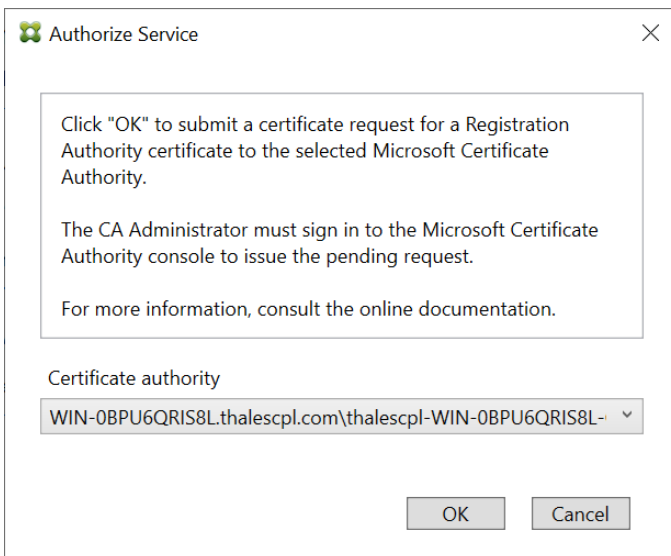 Authorize Service
Click "OK" to submit a certificate request for a Registration
Authority certificate to the selected Microsoft Certificate
Authority.
The CA Administrator must sign in to the Microsoft Certificate
Authority console to issue the pending request.
For more information, consult the online documentation.
Certificate authority
WIN-0BPU6QRIS8L.thalescpl.com\thalescpl-WIN-0BPU6QRIS8L-
OK Cancel